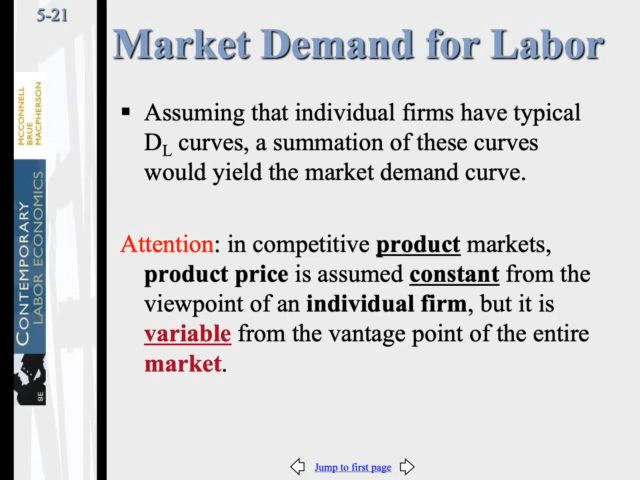 5-21
Market Demand for Labor
MCCONNELL
BRUE
MACPHERSON
CONTEMPORARY
LABOR ECONOMICS
8E
▪ Assuming that individual firms have typical
DL curves, a summation of these curves
would yield the market demand curve.
Attention: in competitive product markets,
product price is assumed constant from the
viewpoint of an individual firm, but it is
variable from the vantage point of the entire
market.
Jump to first page